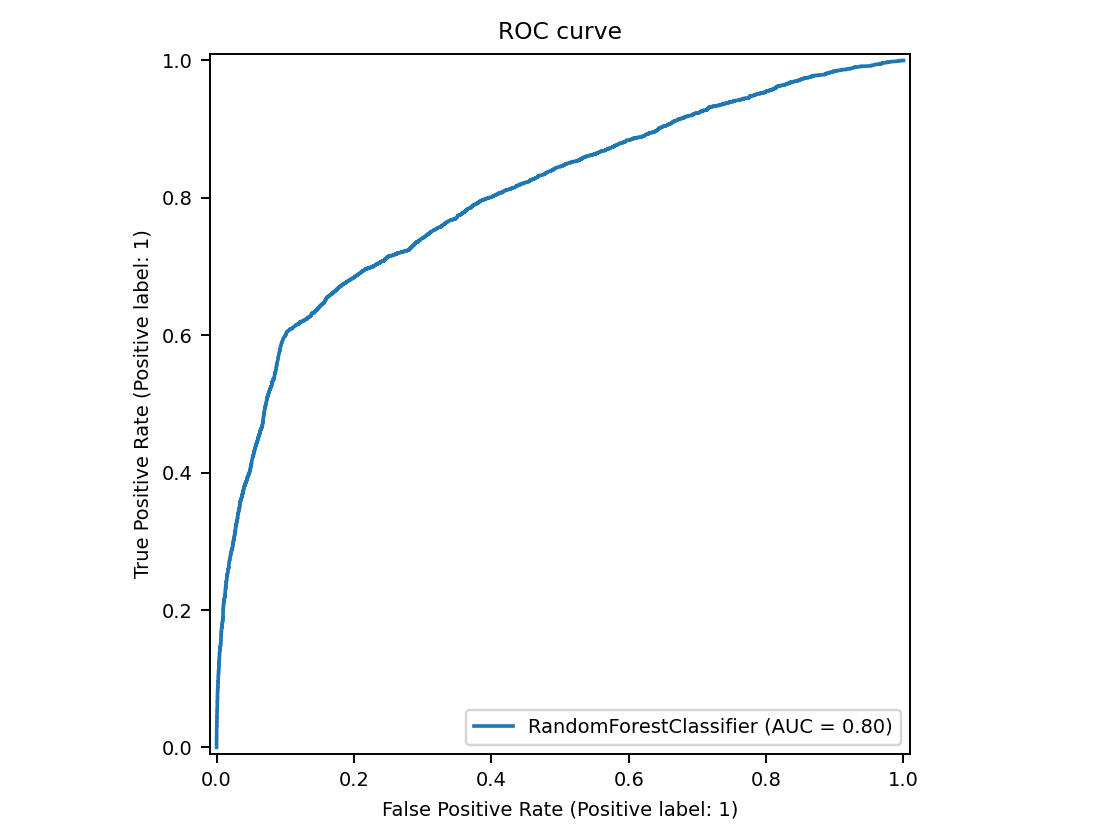 ROC curve
True Positive Rate (Positive label: 1)
1.0
0.8
0.6
0.4
0.2
0.0
RandomForestClassifier (AUC = 0.80)
0.0 0.2 0.4 0.6 0.8 1.0
False Positive Rate (Positive label: 1)